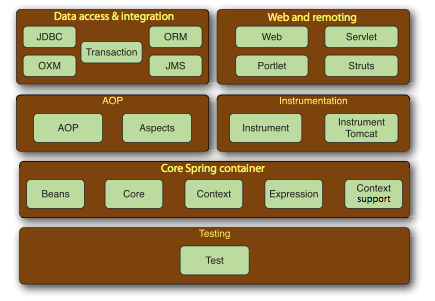 Data access & integration
JDBC
ORM
Transaction
OXM
JMS
Web and remoting
Web
Servlet
Portlet
Struts
AOP
AOP
Aspects
Instrumentation
Instrument
Instrument
Tomcat
Core Spring container
Beans
Core
Context
Expression
Context
support
Testing
Test